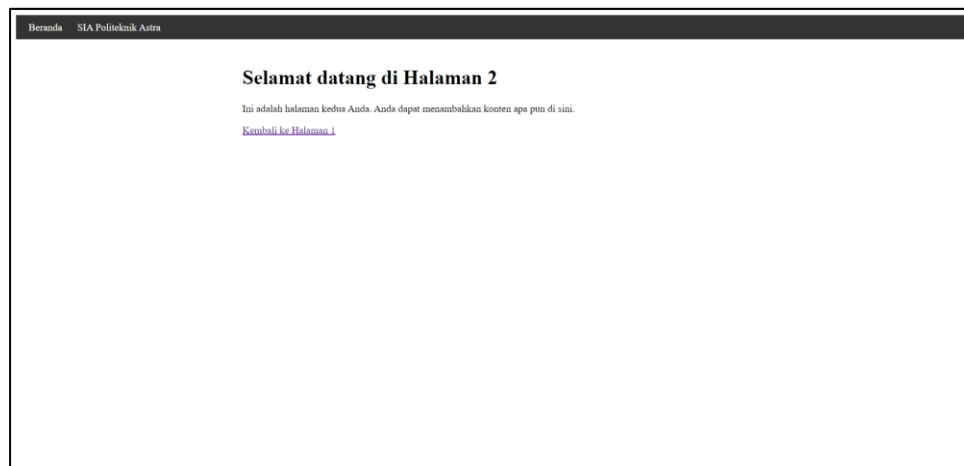 Beranda SIA Politeknik Astra
Selamat datang di Halaman 2
Ini adalah halaman kedua Anda. Anda dapat menambahkan konten apa pun di sini.
Kembali ke Halaman 1